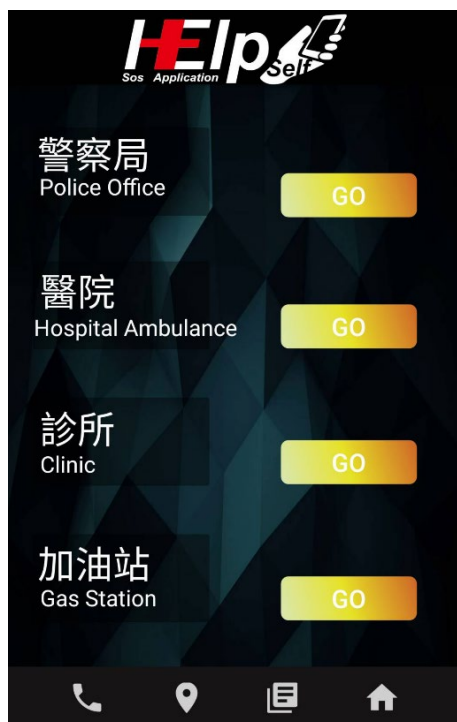 HElp
Sos Application Self
警察局
Police Office
GO
醫院
Hospital Ambulance
GO
診所
Clinic
GO
加油站
Gas Station
GO